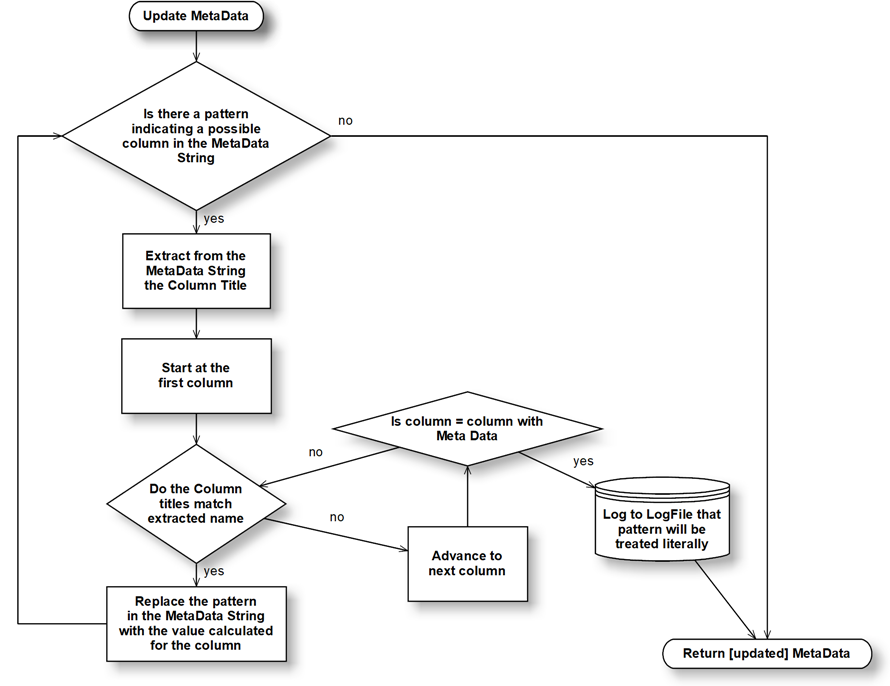 Update MetaData
Is there a pattern
indicating a possible
column in the MetaData
String
no
yes
Extract from the
MetaData String
the Column Title
Start at the
first column
Is column = column with
Meta Data
no
yes
Do the Column
titles match
extracted name
no
Log to LogFile that
pattern will be
treated literally
Advance to
next column
yes
Replace the pattern
in the MetaData String
with the value calculated
for the column
Return [updated] MetaData